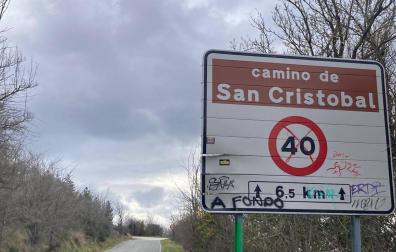 camino de
San Cristobal
40
6,5 km
A FONDO